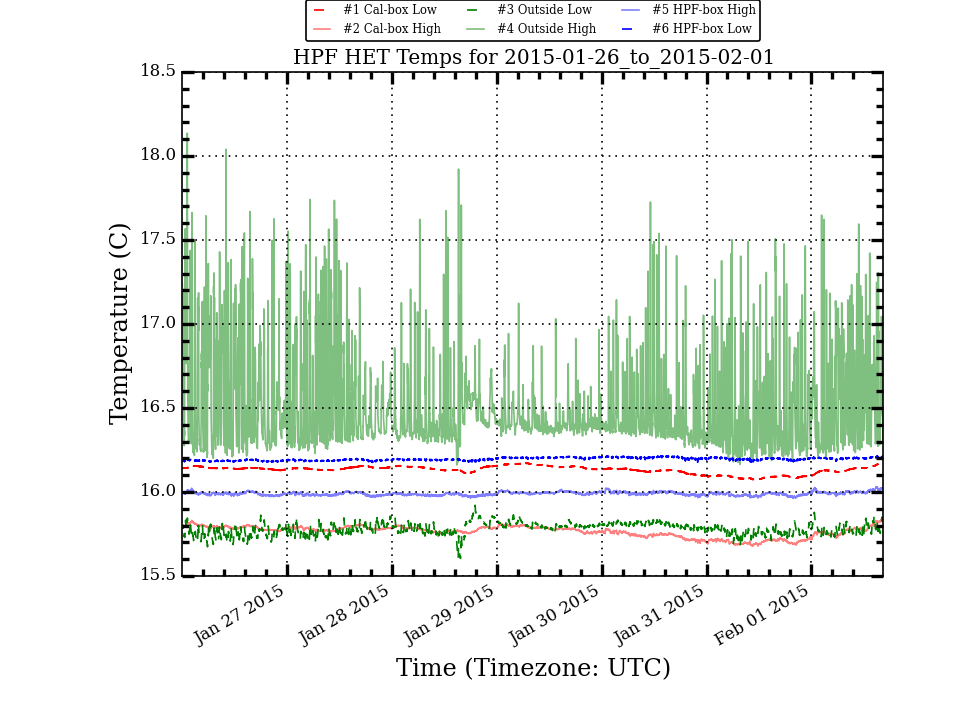 #1 Cal-box Low #3 Outside Low #5 HPF-box High
#2 Cal-box High #4 Outside High #6 HPF-box Low
HPF HET Temps for 2015-01-26_to_2015-02-01
18.5
18.0
17.5
17.0
16.5
16.0
15.5
Temperature (C)
Jan 27 2015 Jan 28 2015 Jan 29 2015 Jan 30 2015 Jan 31 2015 Feb 01 2015
Time (Timezone: UTC)